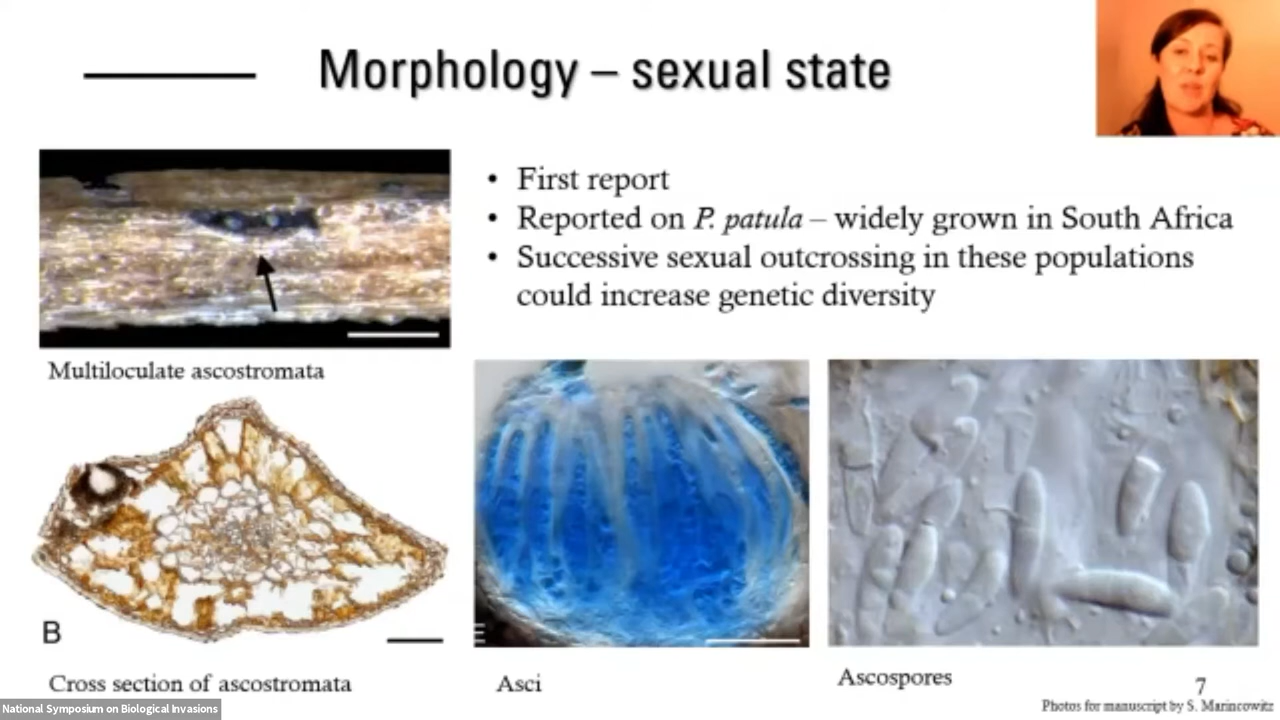 Morphology – sexual state
• First report
• Reported on P. patula – widely grown in South Africa
• Successive sexual outcrossing in these populations
could increase genetic diversity
Multiloculate ascostromata
B
E
Cross section of ascostromata
Asci
Ascospores
7
Photos for manuscript by S. Marincowitz
National Symposium on Biological Invasions